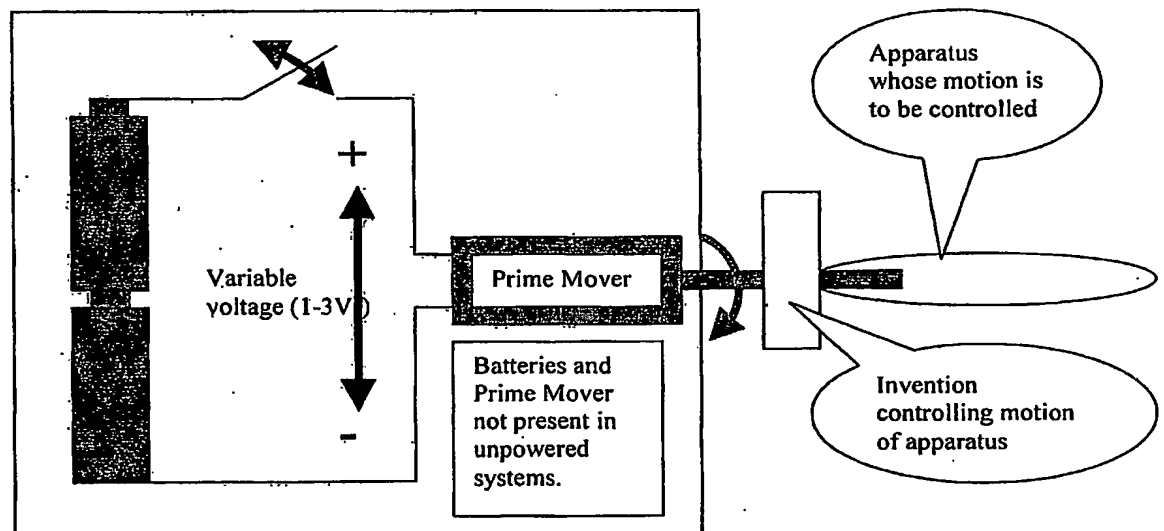 Apparatus
whose motion is
to be controlled
+
Variable
voltage (1-3V)
-
Prime Mover
Batteries and
Prime Mover
not present in
unpowered
systems.
Invention
controlling motion
of apparatus